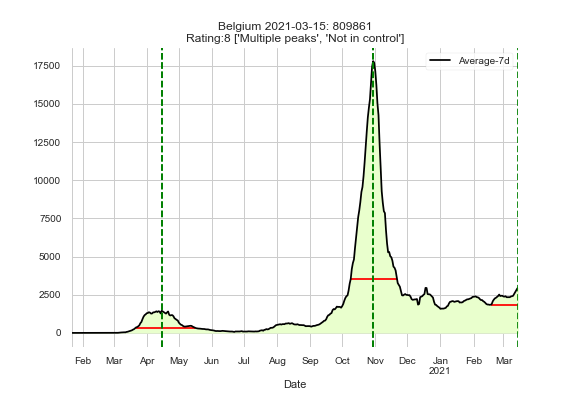 Belgium 2021-03-15: 809861
Rating:8 ['Multiple peaks', 'Not in control']
Average-7d
17500
15000
12500
10000
7500
5000
2500
0
Feb Mar Apr May Jun Jul Aug Sep Oct Nov Dec Jan Feb Mar
2021
Date